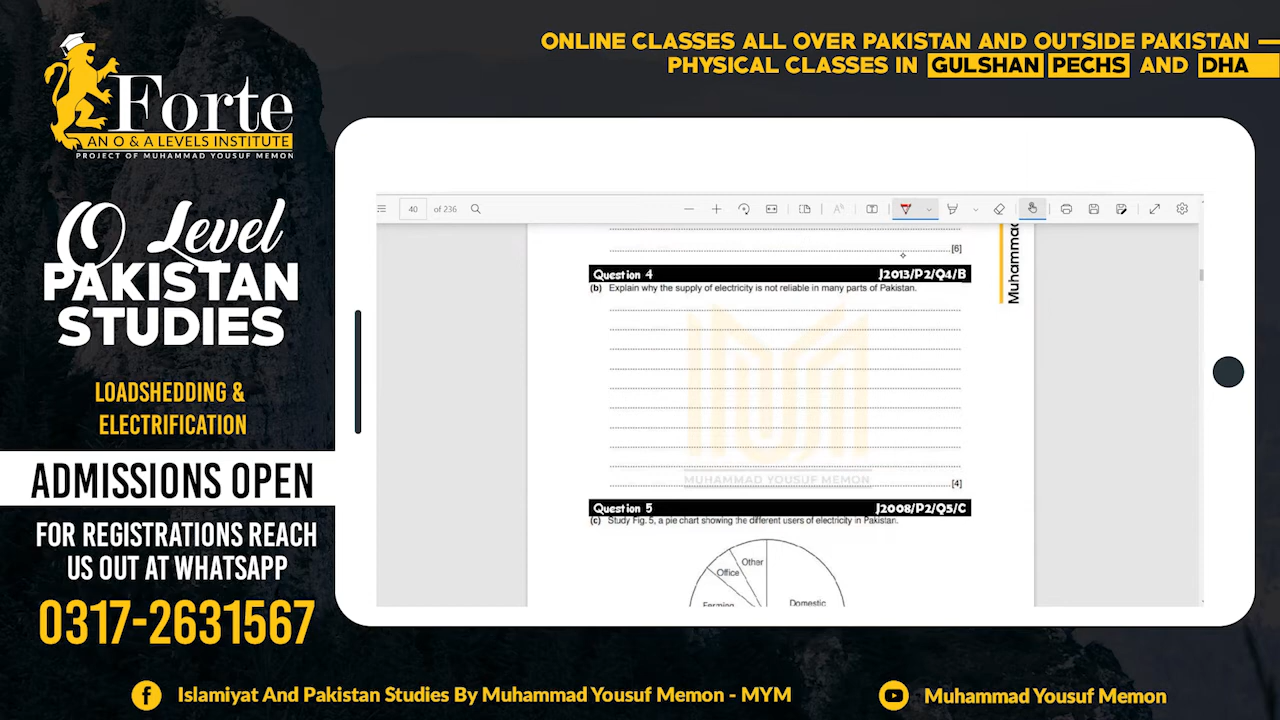 Forte
AN O & A LEVELS INSTITUTE
PROJECT OF MUHAMMAD YOUSUF MEMON
O Level
PAKISTAN
STUDIES
LOADSHEDDING &
ELECTRIFICATION
ADMISSIONS OPEN
FOR REGISTRATIONS REACH
US OUT AT WHATSAPP
0317-2631567
ONLINE CLASSES ALL OVER PAKISTAN AND OUTSIDE PAKISTAN —
PHYSICAL CLASSES IN GULSHAN PECHS AND DHA
40 of 236
[6]
Muhammad
Question 4 J2013/P2/Q4/B
(b) Explain why the supply of electricity is not reliable in many parts of Pakistan.
MUHAMMAD YOUSUF MEMON
[4]
Question 5 J2008/P2/Q5/C
(c) Study Fig. 5, a pie chart showing the different users of electricity in Pakistan.
Other
Office
Farming
Domestic
Islamiyat And Pakistan Studies By Muhammad Yousuf Memon - MYM
Muhammad Yousuf Memon